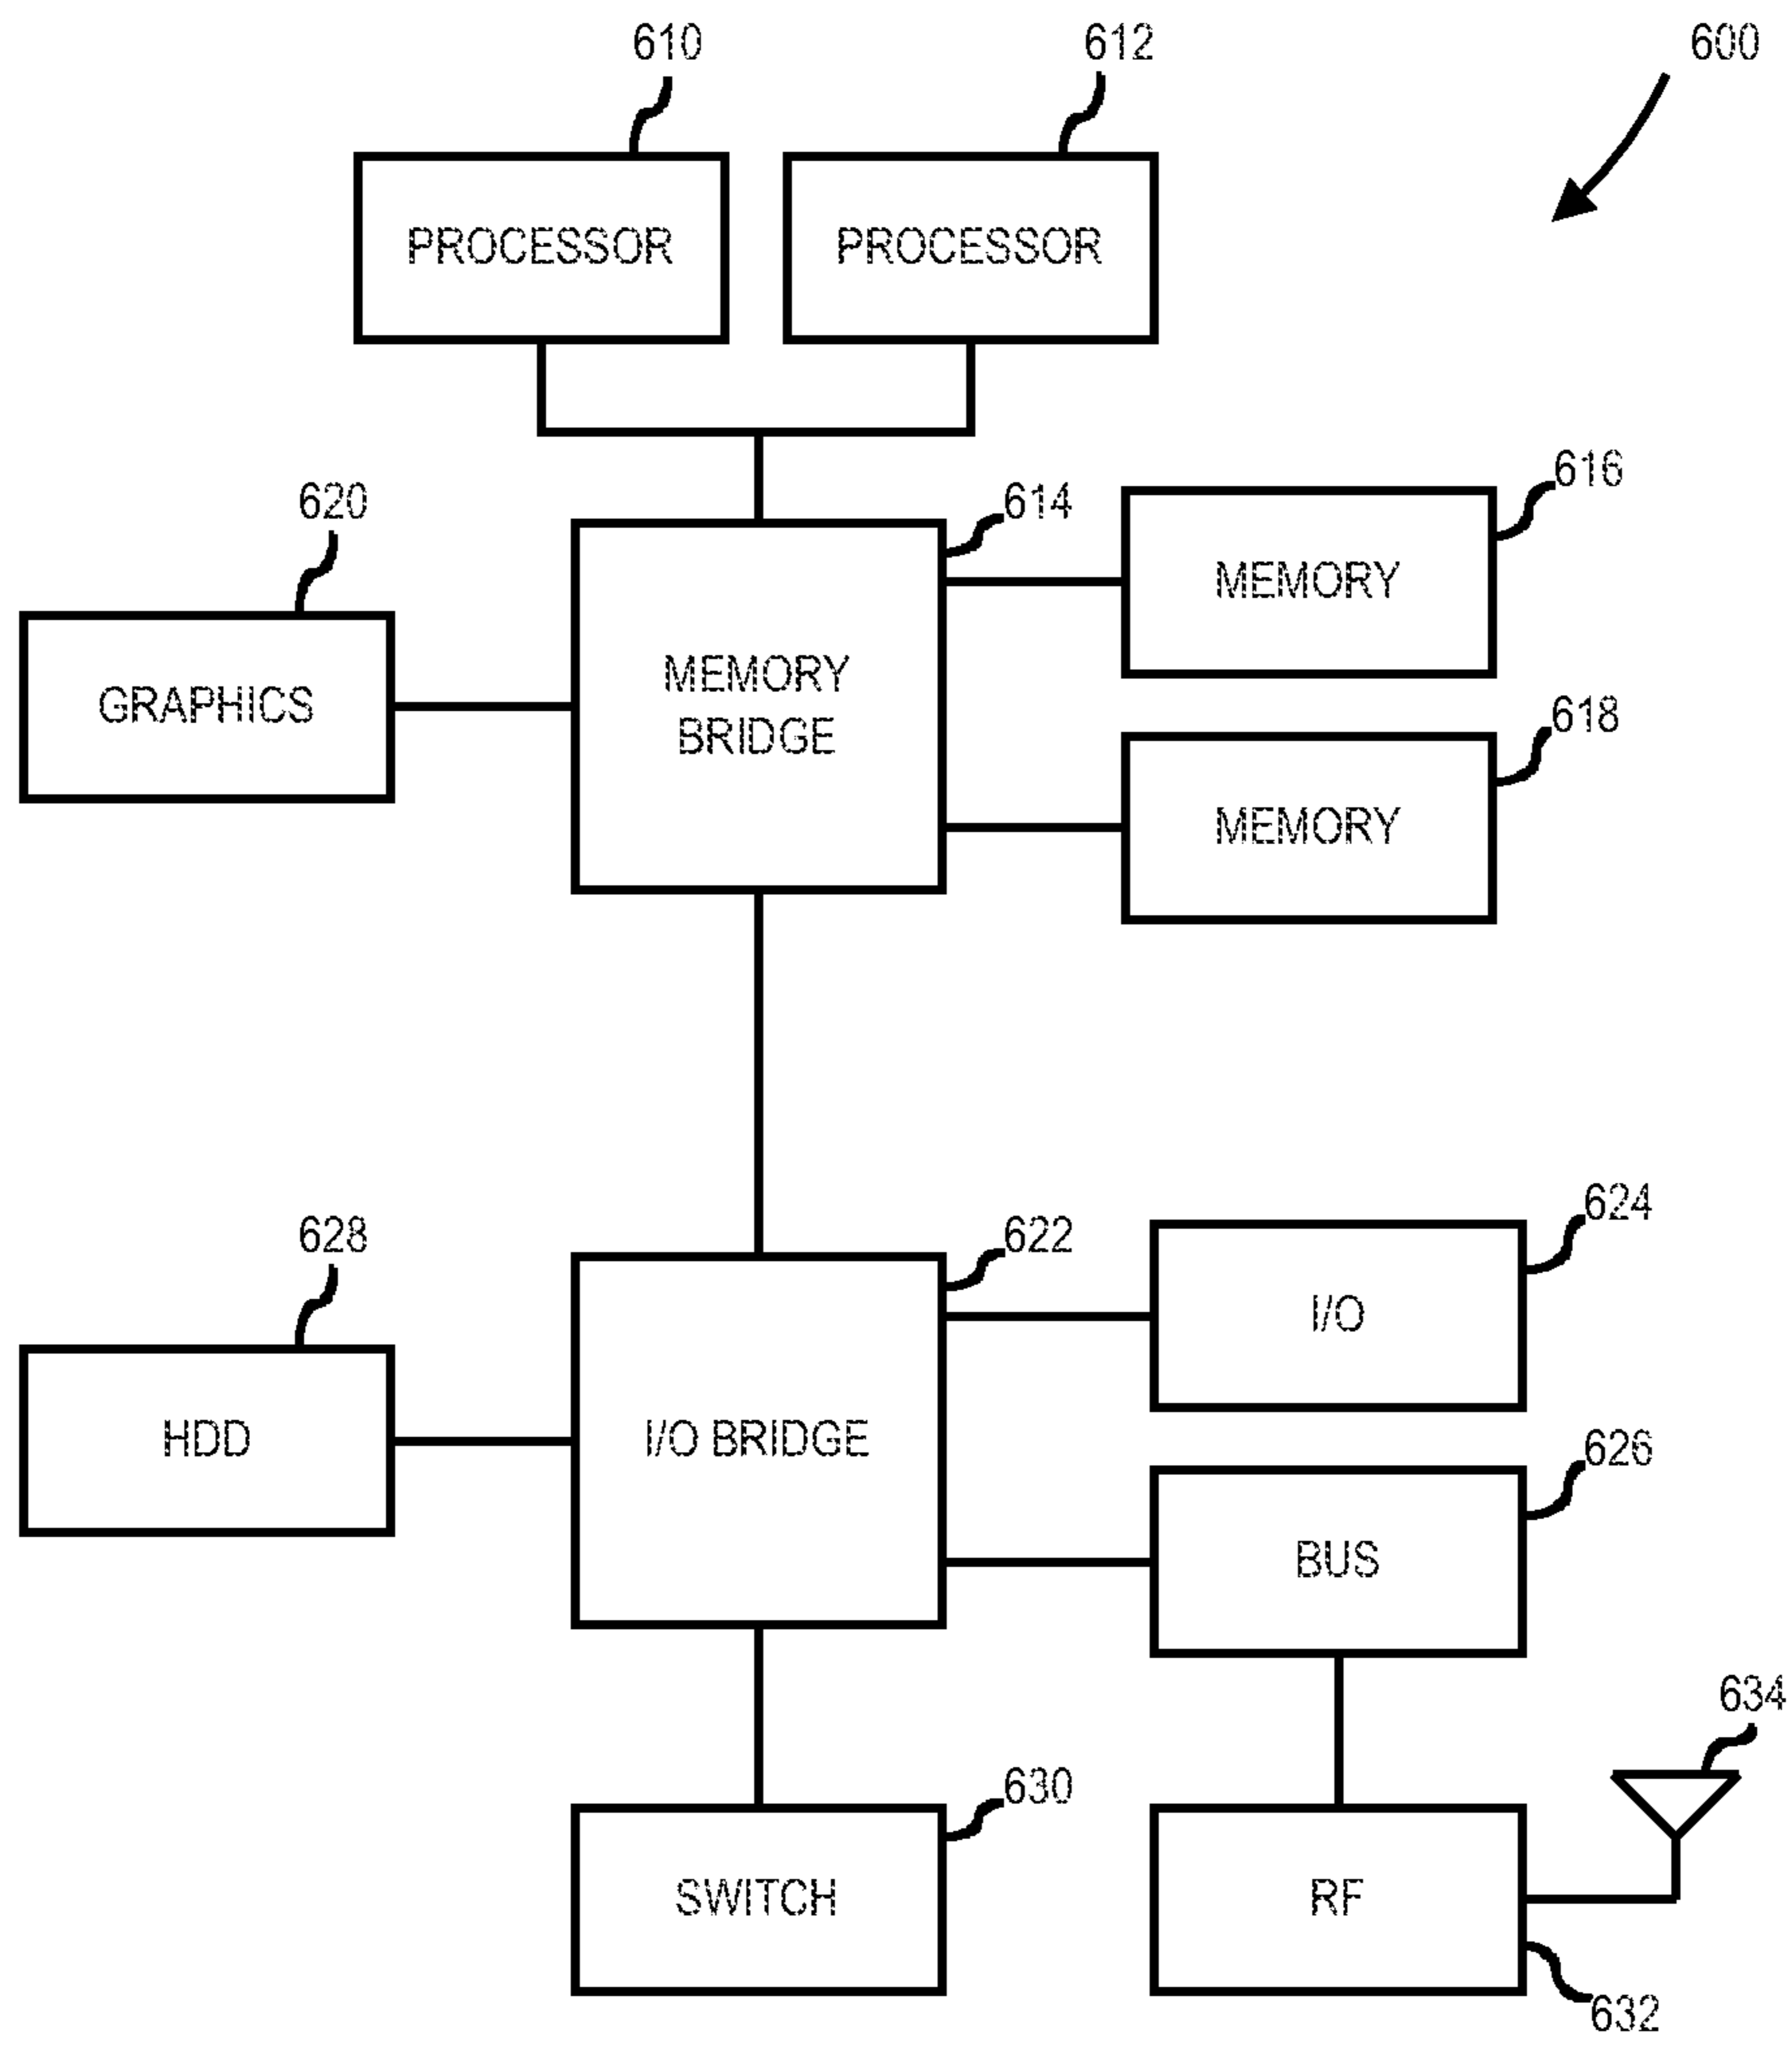 610
612
600
PROCESSOR
PROCESSOR
620
614
616
MEMORY
GRAPHICS
MEMORY
BRIDGE
618
MEMORY
628
622
624
I/O
HDD
I/O BRIDGE
626
BUS
634
630
SWITCH
RF
632